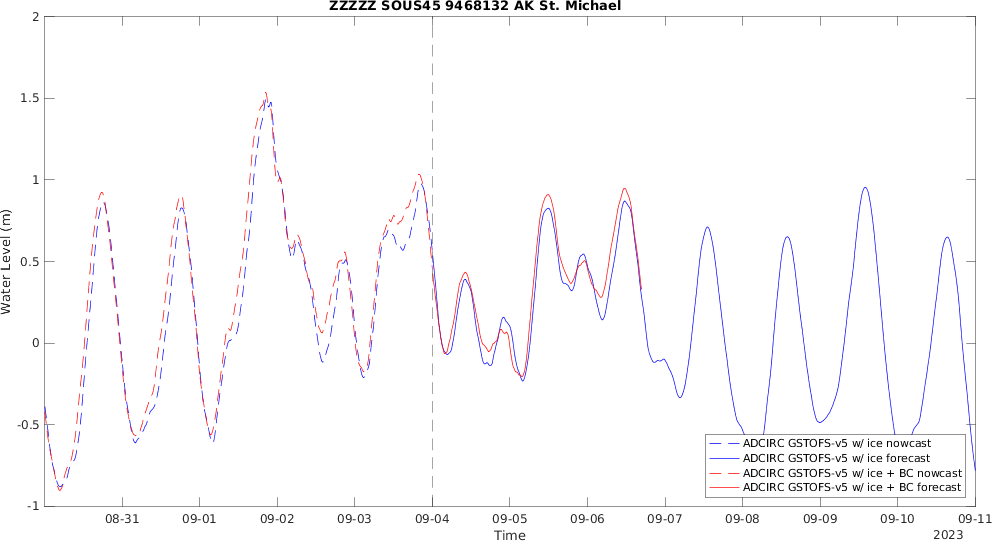 ZZZZZ SOUS45 9468132 AK St. Michael
Water Level (m)
2
1.5
1
0.5
0
-0.5
-1
08-31
09-01
09-02
09-03
09-04
09-05
09-06
09-07
09-08
09-09
09-10
09-11
Time
2023
ADCIRC GSTOFS-v5 w/ ice nowcast
ADCIRC GSTOFS-v5 w/ ice forecast
ADCIRC GSTOFS-v5 w/ ice + BC nowcast
ADCIRC GSTOFS-v5 w/ ice + BC forecast